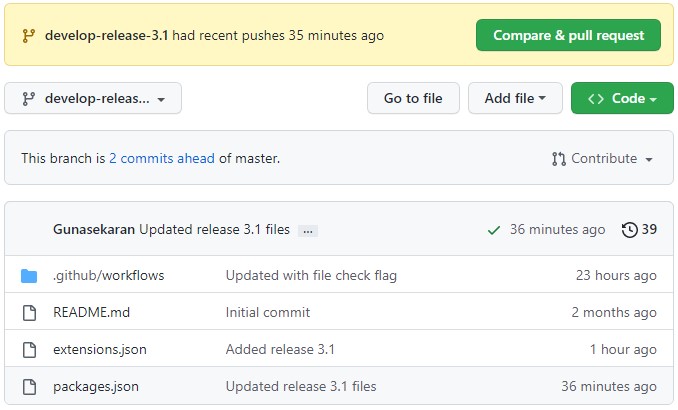 develop-release-3.1 had recent pushes 35 minutes ago Compare & pull request
develop-releas... Go to file Add file Code
This branch is 2 commits ahead of master. Contribute
Gunasekaran Updated release 3.1 files ... 36 minutes ago 39
.github/workflows Updated with file check flag 23 hours ago
README.md Initial commit 2 months ago
extensions.json Added release 3.1 1 hour ago
packages.json Updated release 3.1 files 36 minutes ago